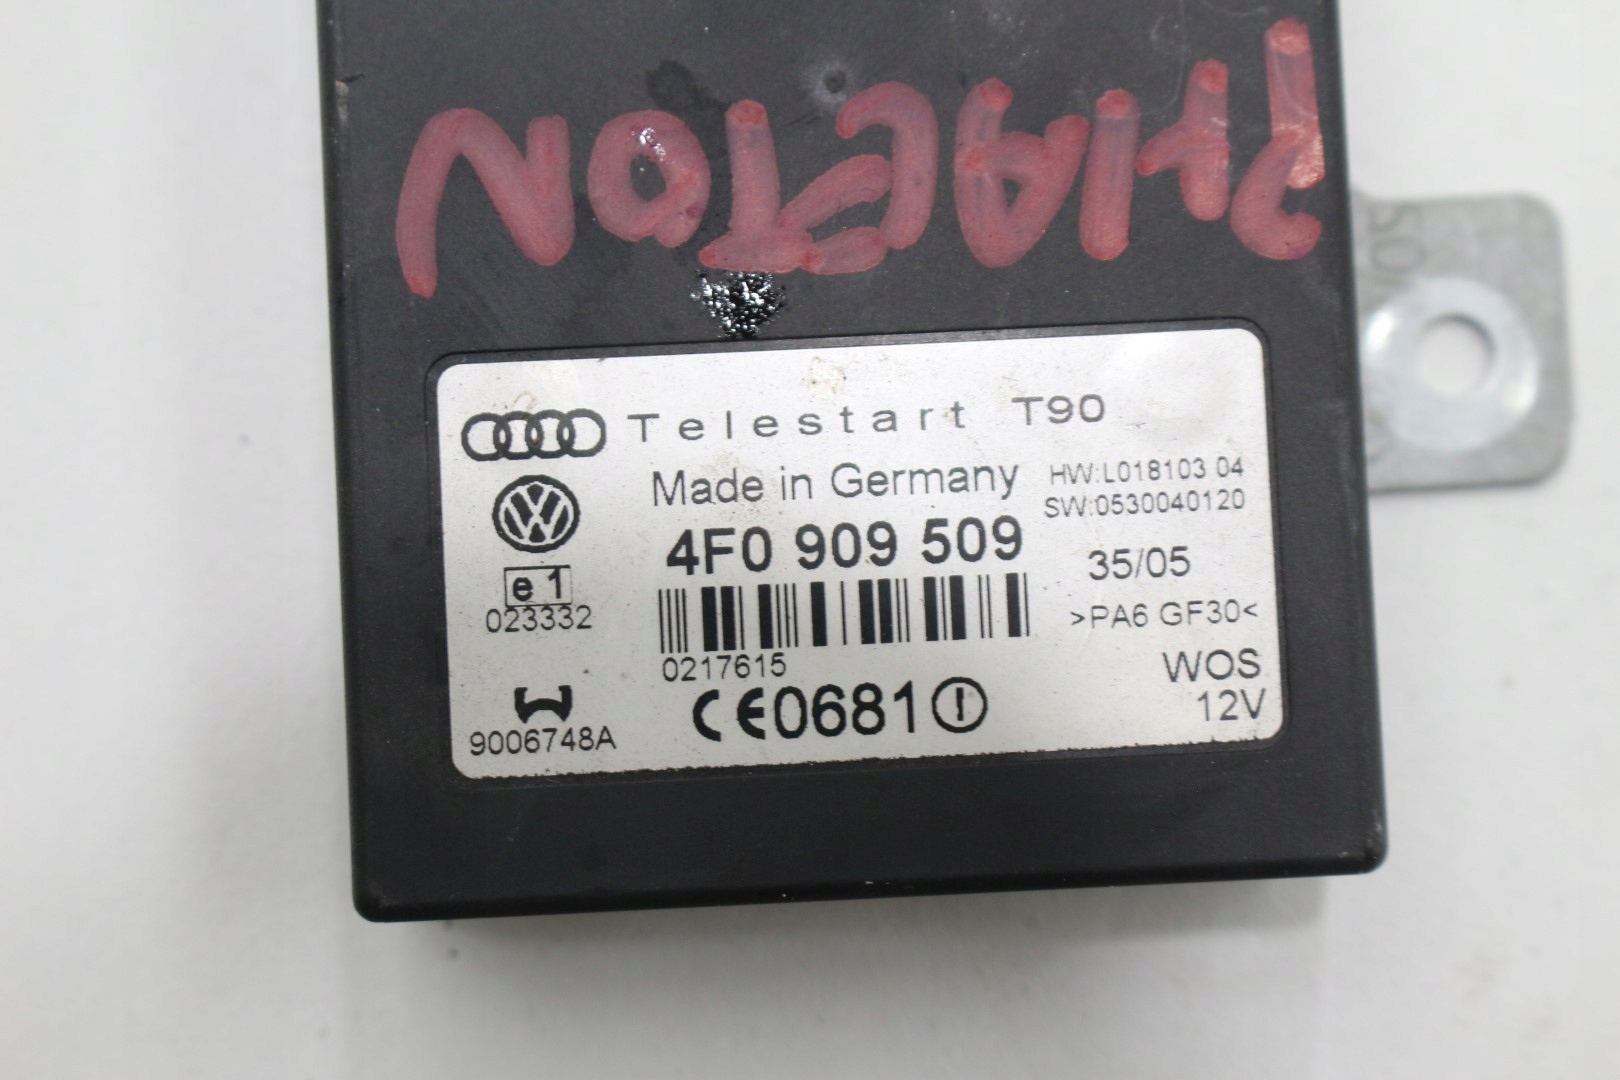 PHAETON
Telestart T90
Made in Germany
HW:L018103 04
SW:0530040120
4F0 909 509
35/05
e 1
023332
>PA6 GF30<
0217615
WOS
12V
CE0681
9006748A